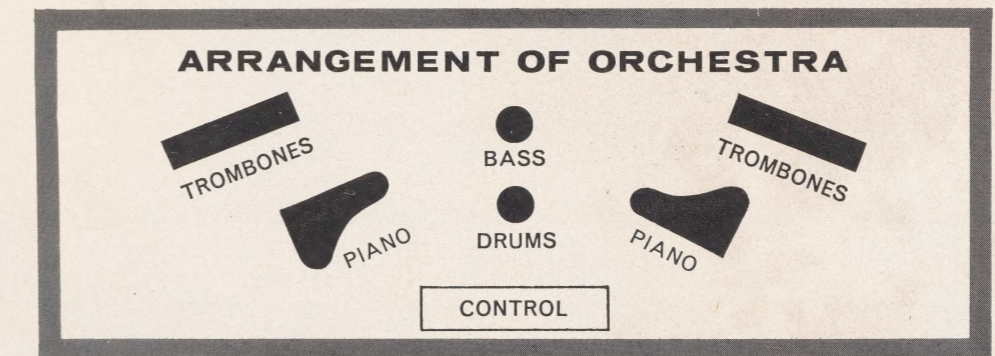 ARRANGEMENT OF ORCHESTRA
TROMBONES
BASS
TROMBONES
PIANO
DRUMS
PIANO
CONTROL